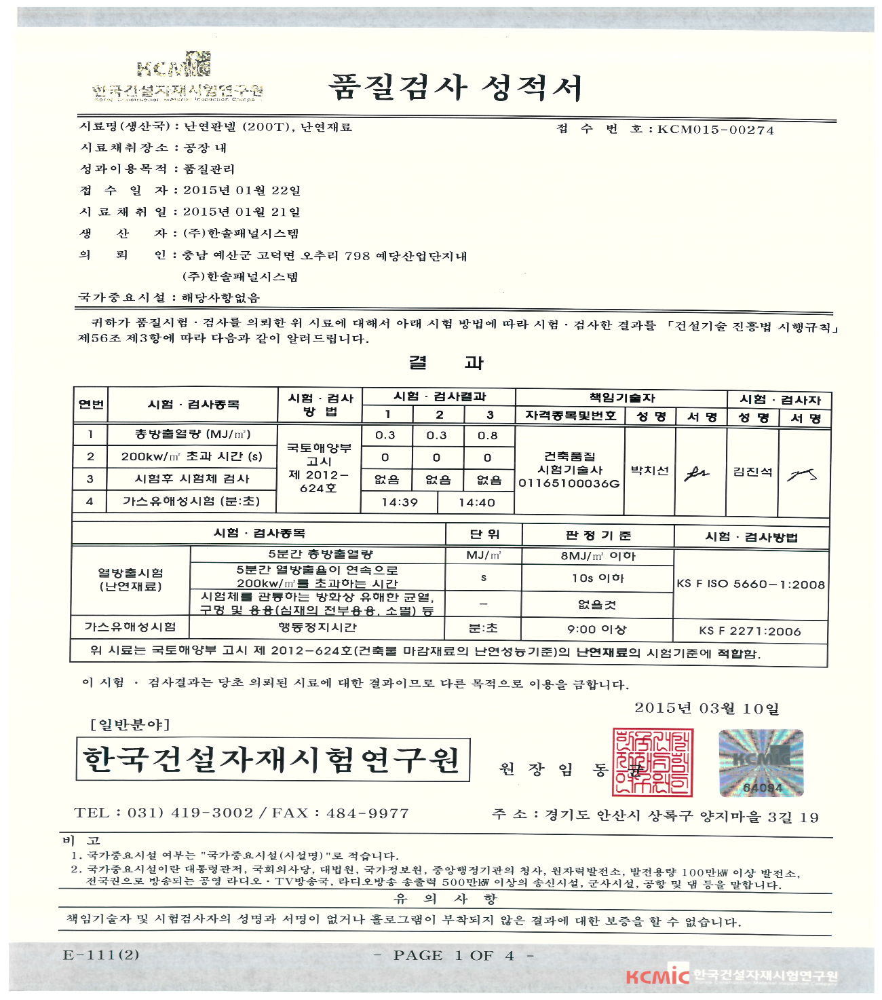 KCMIC
한국건설자재시험연구원
품질검사 성적서
시료명(생산국) : 난연판넬 (200T), 난연재료
접 수 번 호 : KCM015-00274
시료채취장소 : 공장 내
성과이용목적 : 품질관리
접 수 일 자 : 2015년 01월 22일
시 료 채 취 일 : 2015년 01월 21일
생 산 자 : (주)한솔패널시스템
의 뢰 인 : 충남 예산군 고덕면 오추리 798 예당산업단지내
(주)한솔패널시스템
국가중요시설 : 해당사항없음
귀하가 품질시험 · 검사를 의뢰한 위 시료에 대해서 아래 시험 방법에 따라 시험 · 검사한 결과를 「건설기술 진흥법 시행규칙」
제56조 제3항에 따라 다음과 같이 알려드립니다.
결 과
연번 시험 · 검사종목 시험 · 검사 방 법 시험 · 검사결과 책임기술자 시험 · 검사자
1 2 3 자격종목및번호 성 명 서 명 성 명 서 명
1 총방출열량 (MJ/㎡) 0.3 0.3 0.8
2 200kw/㎡ 초과 시간 (s) 0 0 0
3 시험후 시험체 검사 없음 없음 없음
4 가스유해성시험 (분:초) 14:39 14:40
국토해양부
고시
제 2012-
624호
건축품질
시험기술사
01165100036G
박치선
김진석
시험 · 검사종목 단 위 판 정 기 준 시험 · 검사방법
열방출시험
(난연재료)
5분간 총방출열량 MJ/㎡ 8MJ/㎡ 이하
5분간 열방출율이 연속으로
200kw/㎡를 초과하는 시간 s 10s 이하
KS F ISO 5660-1:2008
시험체를 관통하는 방화상 유해한 균열,
구멍 및 용융(심재의 전부용융, 소멸) 등 - 없을것
가스유해성시험 행동정지시간 분:초 9:00 이상 KS F 2271:2006
위 시료는 국토해양부 고시 제 2012-624호(건축물 마감재료의 난연성능기준)의 난연재료의 시험기준에 적합함.
이 시험 · 검사결과는 당초 의뢰된 시료에 대한 결과이므로 다른 목적으로 이용을 금합니다.
2015년 03월 10일
[일반분야]
한국건설자재시험연구원
원 장 임 동
KCMIC
64094
TEL : 031) 419-3002 / FAX : 484-9977
주 소 : 경기도 안산시 상록구 양지마을 3길 19
비 고
1. 국가중요시설 여부는 "국가중요시설(시설명)"로 적습니다.
2. 국가중요시설이란 대통령관저, 국회의사당, 대법원, 국가정보원, 중앙행정기관의 청사, 원자력발전소, 발전용량 100만㎾ 이상 발전소,
전국권으로 방송되는 공영 라디오 · TV방송국, 라디오방송 송출력 500만㎾ 이상의 송신시설, 군사시설, 공항 및 댐 등을 말합니다.
유 의 사 항
책임기술자 및 시험검사자의 성명과 서명이 없거나 홀로그램이 부착되지 않은 결과에 대한 보증을 할 수 없습니다.
E-111(2)
- PAGE 1 OF 4 -
KCMIC 한국건설자재시험연구원